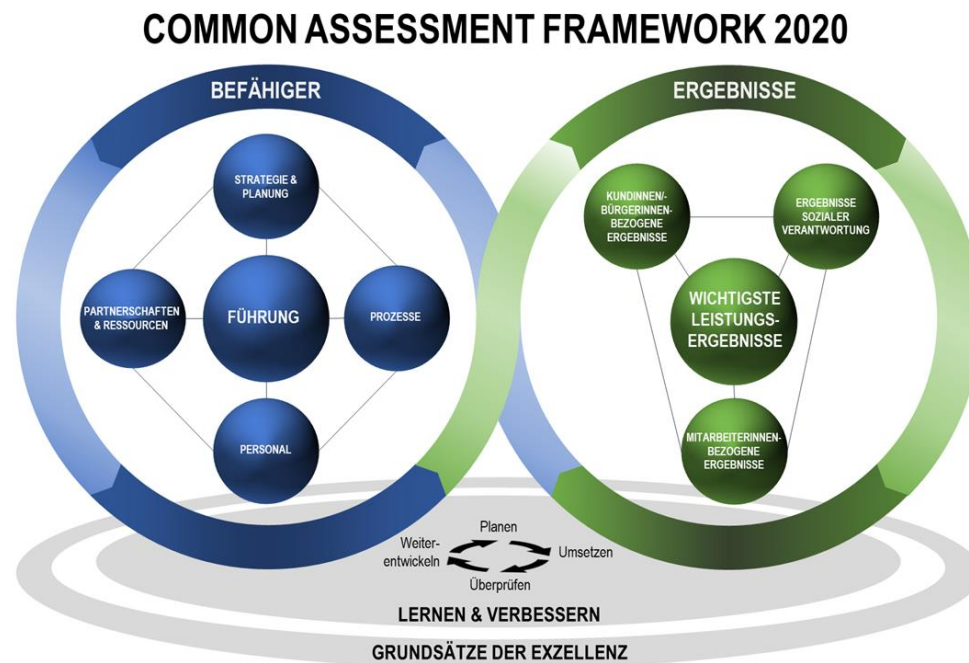 COMMON ASSESSMENT FRAMEWORK 2020
BEFÄHIGER
STRATEGIE &
PLANUNG
PARTNERSCHAFTEN
& RESSOURCEN
FÜHRUNG
PROZESSE
PERSONAL
ERGEBNISSE
KUNDINNEN/-
BÜRGERINNEN-
BEZOGENE
ERGEBNISSE
ERGEBNISSE
SOZIALER
VERANTWORTUNG
WICHTIGSTE
LEISTUNGS-
ERGEBNISSE
MITARBEITERINNEN-
BEZOGENE
ERGEBNISSE
Planen
Umsetzen
Überprüfen
Weiter-
entwickeln
LERNEN & VERBESSERN
GRUNDSÄTZE DER EXZELLENZ